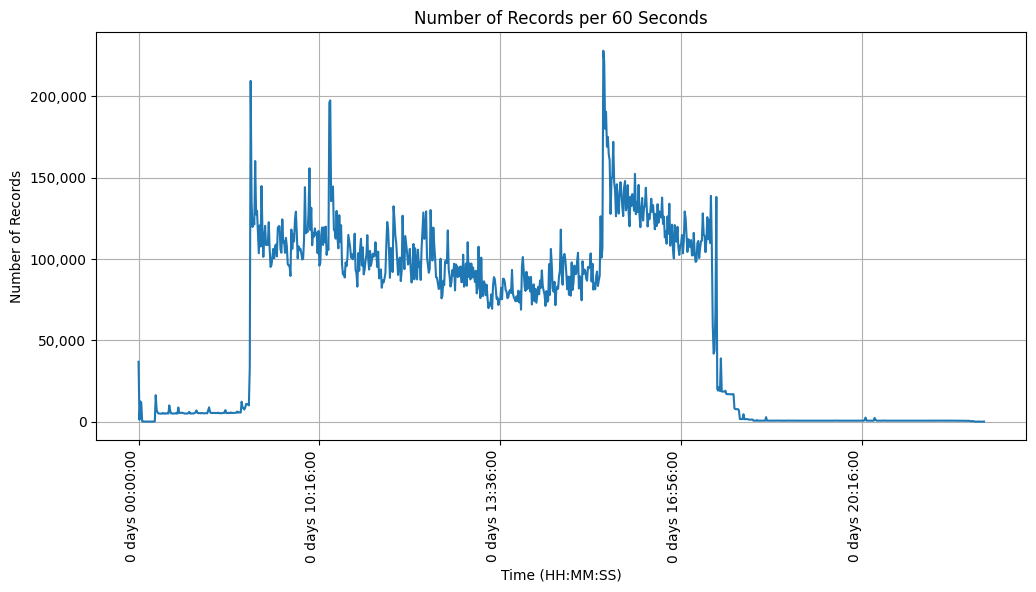 Number of Records per 60 Seconds
Number of Records
200,000
150,000
100,000
50,000
0
0 days 00:00:00
0 days 10:16:00
0 days 13:36:00
0 days 16:56:00
0 days 20:16:00
Time (HH:MM:SS)